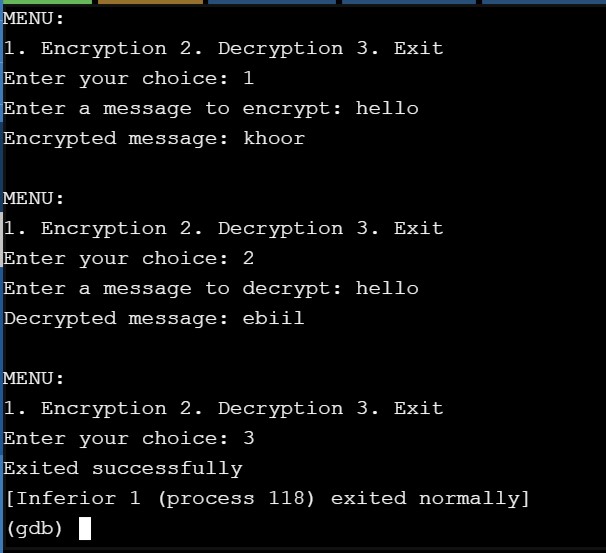 MENU:
1. Encryption 2. Decryption 3. Exit
Enter your choice: 1
Enter a message to encrypt: hello
Encrypted message: khoor
MENU:
1. Encryption 2. Decryption 3. Exit
Enter your choice: 2
Enter a message to decrypt: hello
Decrypted message: ebiil
MENU:
1. Encryption 2. Decryption 3. Exit
Enter your choice: 3
Exited successfully
[Inferior 1 (process 118) exited normally]
(gdb)